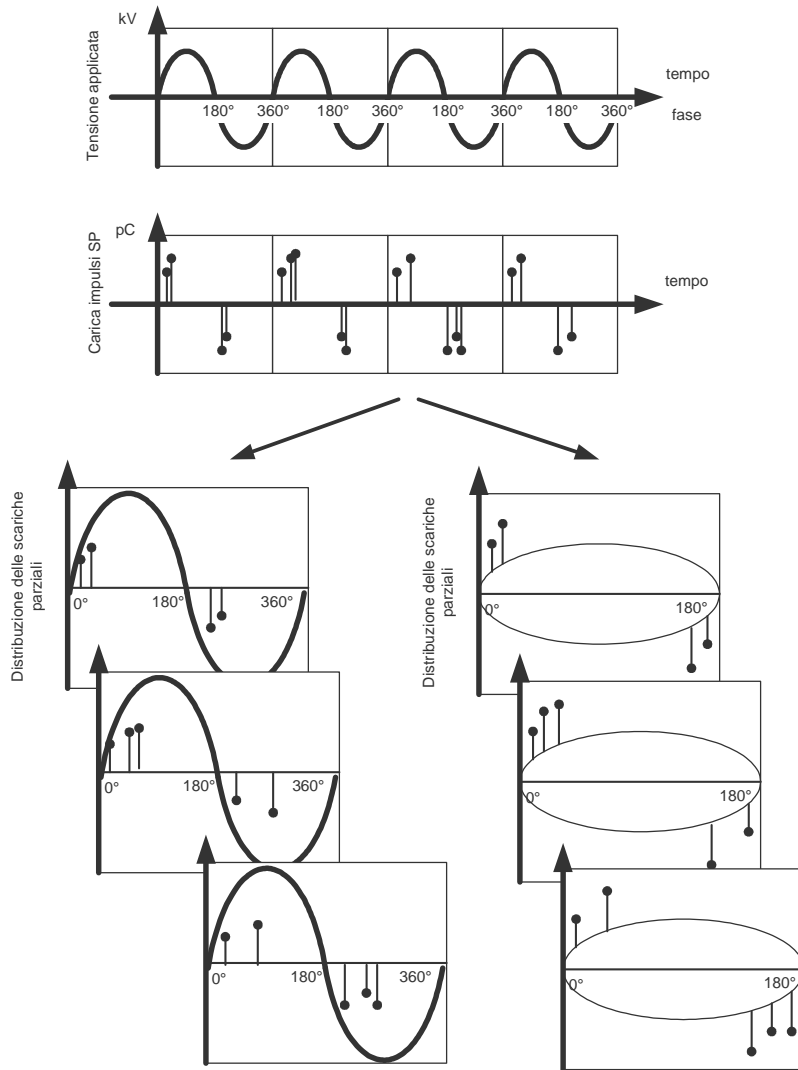 kV
Tensione applicata
tempo
180° 360° 180° 360° 180° 360° 180° 360°
fase
pC
Carica impulsi SP
tempo
Distribuzione delle scariche
parziali
0° 180° 360°
0° 180° 360°
0° 180° 360°
Distribuzione delle scariche
parziali
0° 180°
0° 180°
0° 180°